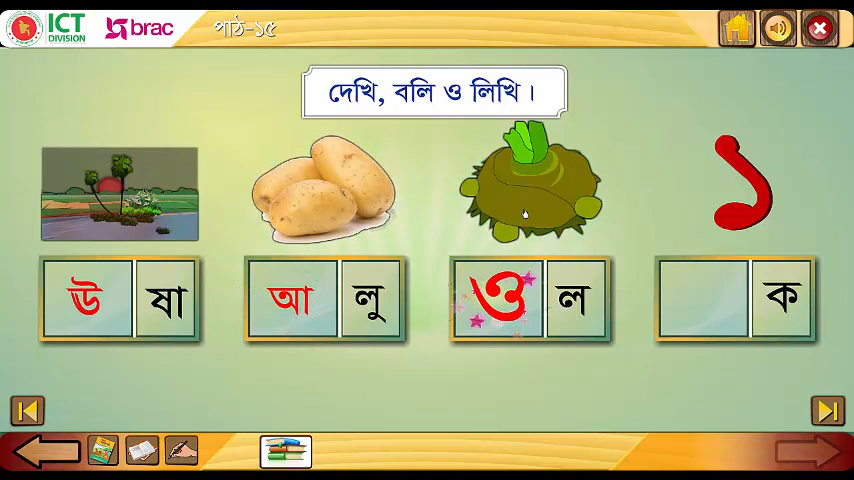 ICT
DIVISION
brac
পাঠ-১৫
দেখি, বলি ও লিখি।
১
ঊ ষা
আ লু
ও ল
ক